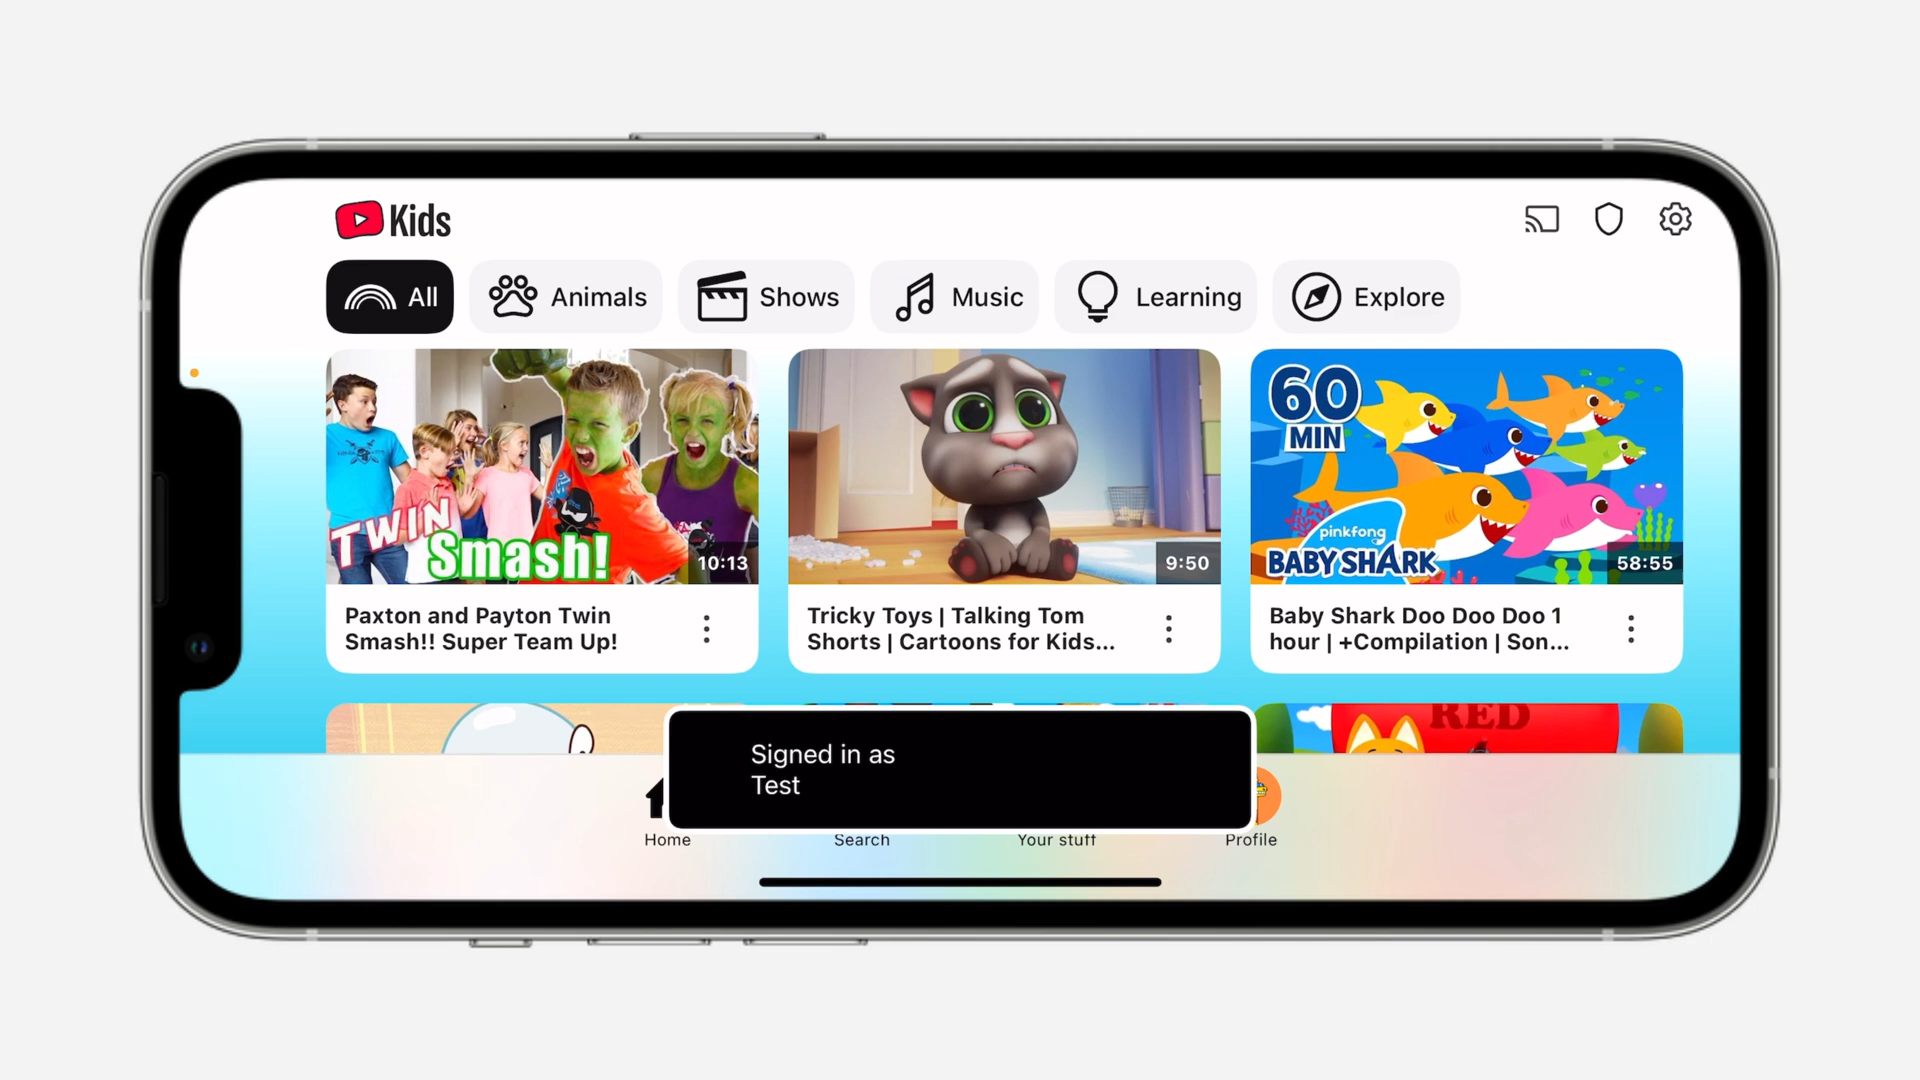 Kids
All
Animals
Shows
Music
Learning
Explore
TWIN
Smash!
10:13
9:50
60
MIN
pinkfong
BABY SHARK
58:55
Paxton and Payton Twin
Smash!! Super Team Up!
Tricky Toys | Talking Tom
Shorts | Cartoons for Kids...
Baby Shark Doo Doo Doo 1
hour | +Compilation | Son...
RED
Signed in as
Test
Home
Search
Your stuff
Profile